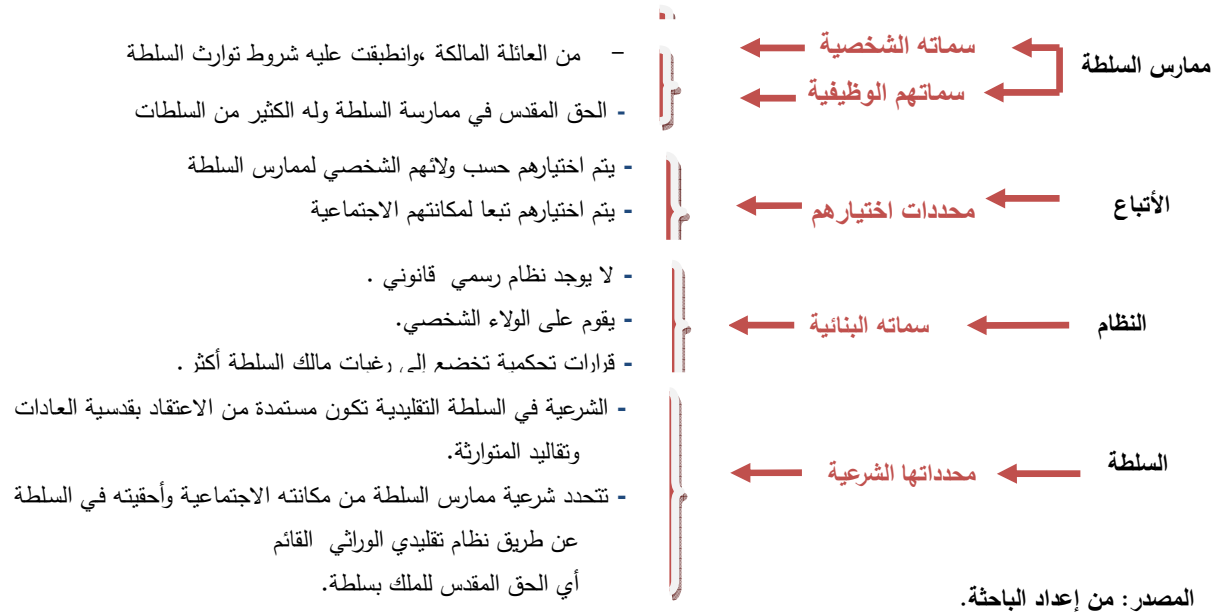 ممارس السلطة
سماته الشخصية
سماتهم الوظيفية
- من العائلة المالكة ،وانطبقت عليه شروط توارث السلطة
- الحق المقدس في ممارسة السلطة وله الكثير من السلطات
الأتباع
محددات اختيارهم
- يتم اختيارهم حسب ولائهم الشخصي لممارس السلطة
- يتم اختيارهم تبعا لمكانتهم الاجتماعية
النظام
سماته البنائية
- لا يوجد نظام رسمي قانوني .
- يقوم على الولاء الشخصي.
- قرارات تحكمية تخضع إلى رغبات مالك السلطة أكثر .
السلطة
محدداتها الشرعية
- الشرعية في السلطة التقليدية تكون مستمدة من الاعتقاد بقدسية العادات
وتقاليد المتوارثة.
- تتحدد شرعية ممارس السلطة من مكانته الاجتماعية وأحقيته في السلطة
عن طريق نظام تقليدي الوراثي القائم
أي الحق المقدس للملك بسلطة.
المصدر: من إعداد الباحثة.